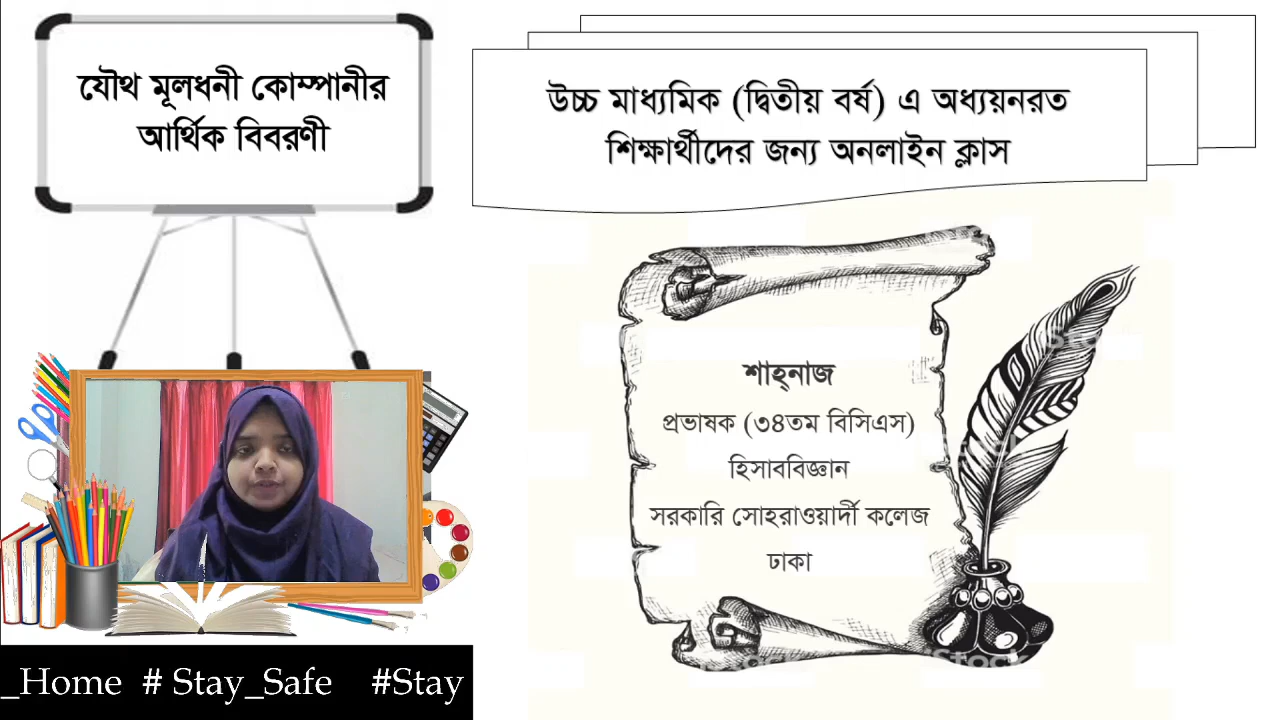 যৌথ মূলধনী কোম্পানীর
আর্থিক বিবরণী
উচ্চ মাধ্যমিক (দ্বিতীয় বর্ষ) এ অধ্যয়নরত
শিক্ষার্থীদের জন্য অনলাইন ক্লাস
শাহ্‌নাজ
প্রভাষক (৩৪তম বিসিএস)
হিসাববিজ্ঞান
সরকারি সোহরাওয়ার্দী কলেজ
ঢাকা
_Home # Stay_Safe #Stay